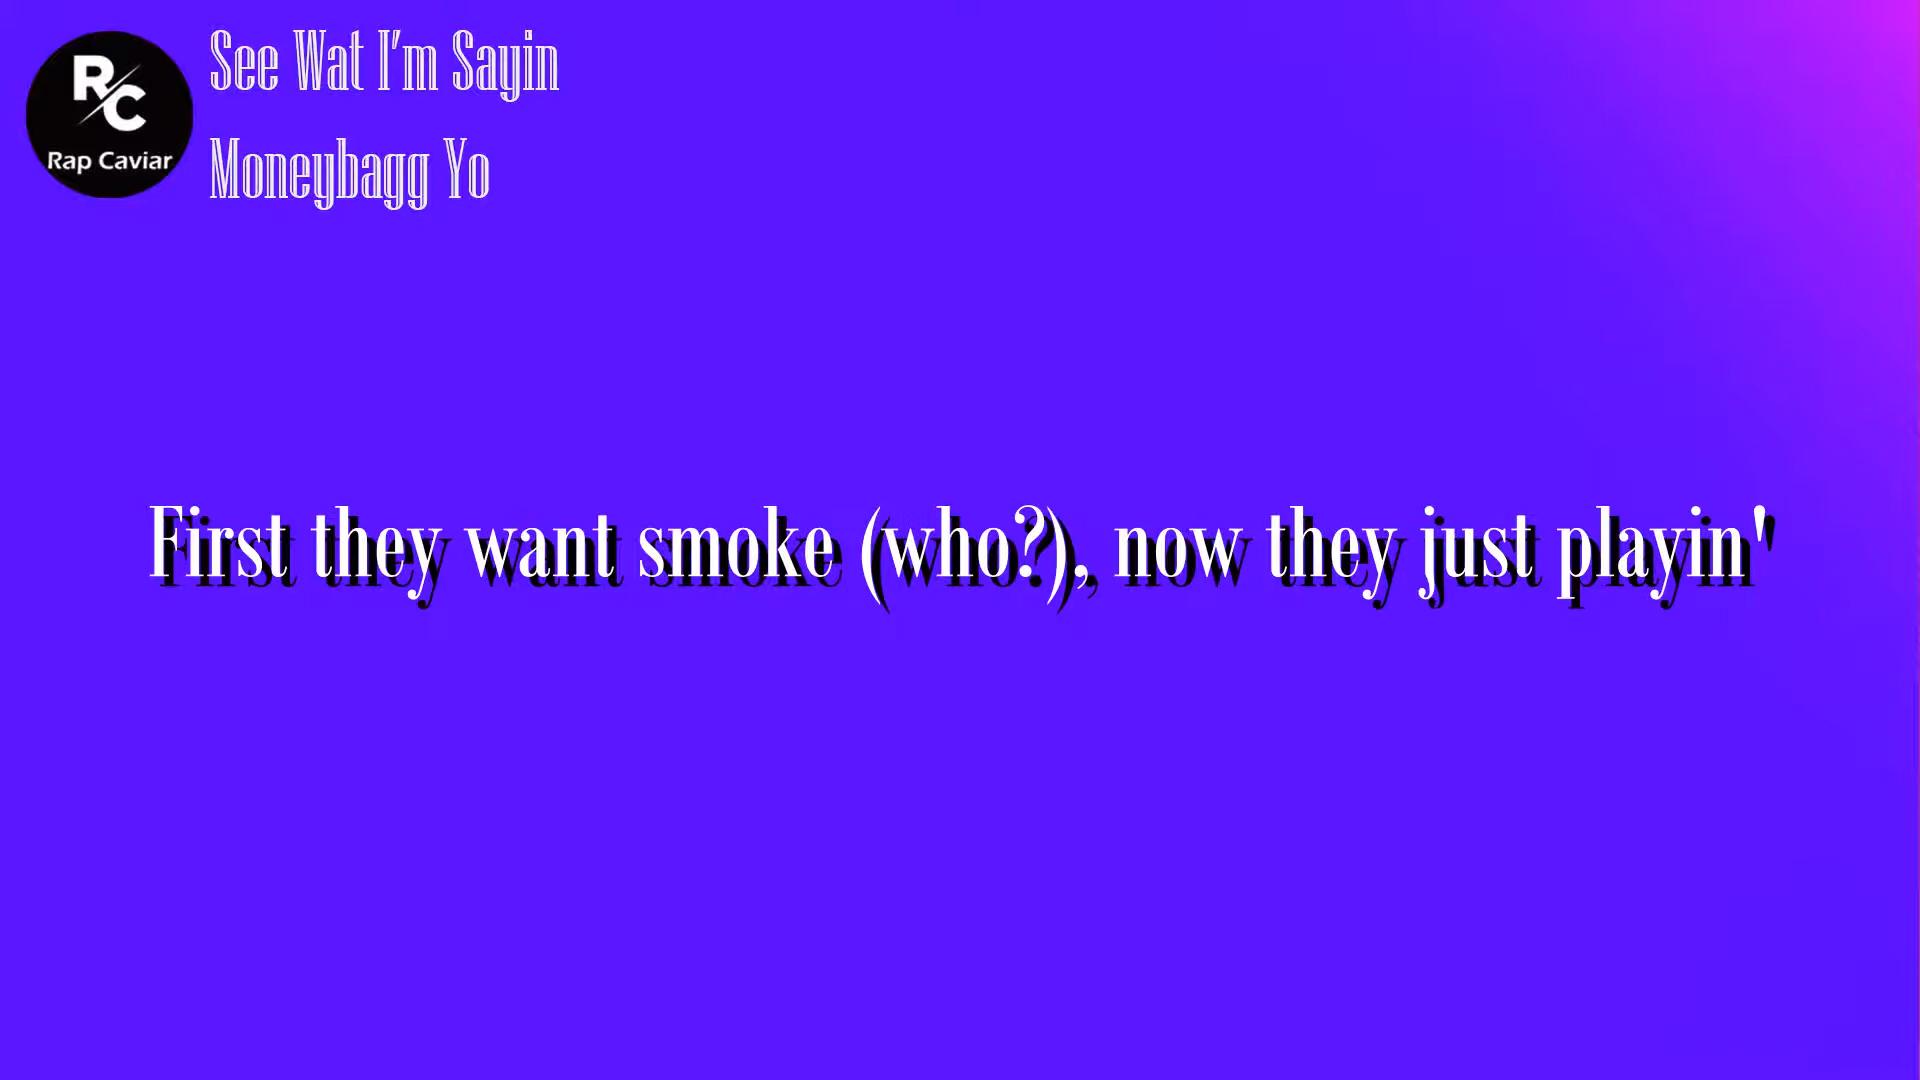 See Wat I'm Sayin
R/C
Rap Caviar
Moneybagg Yo
First they want smoke (who?), now they just playin'